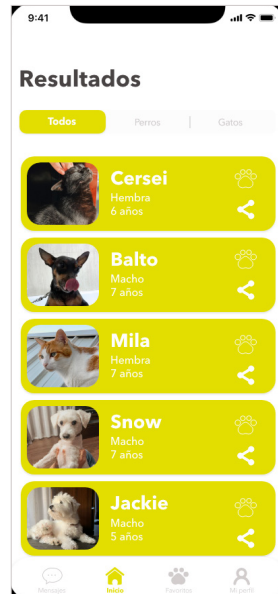 9:41
Resultados
Todos
Perros
Gatos
Cersei
Hembra
6 años
Balto
Macho
7 años
Mila
Hembra
7 años
Snow
Macho
7 años
Jackie
Macho
5 años
Mensajes
Inicio
Favoritos
Mi perfil